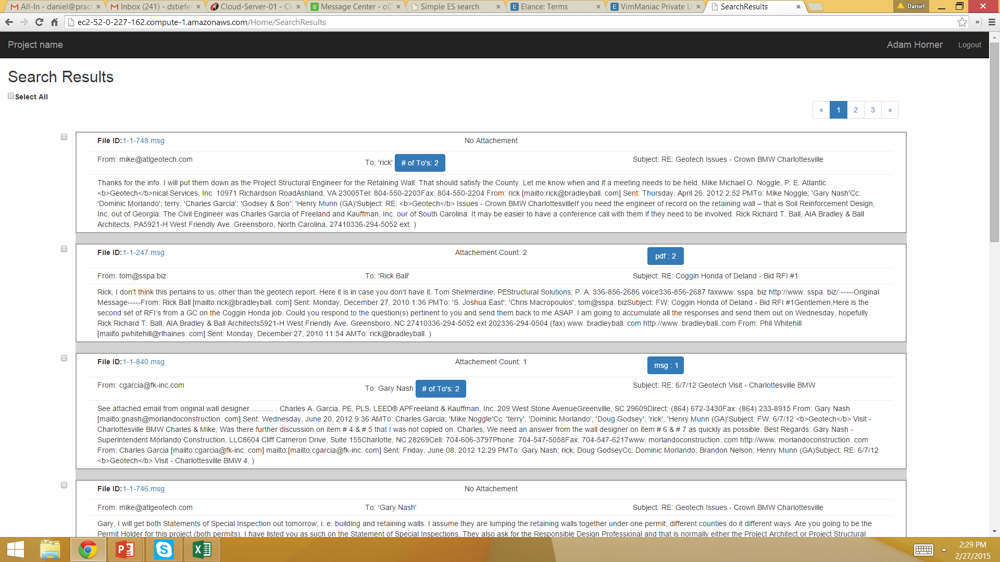 All-In - daniel@prac
Inbox (241) - dstiefe
Cloud-Server-01 - Cl
Message Center - oD
Simple ES search
Elance: Terms
VimManiac Private Li
SearchResults
Daniel
ec2-52-0-227-162.compute-1.amazonaws.com/Home/SearchResults
Project name
Adam Horner
Logout
Search Results
Select All
« 1 2 3 »
File ID:1-1-748.msg
No Attachement
From: mike@atlgeotech.com
To: 'rick' # of To's: 2
Subject: RE: Geotech Issues - Crown BMW Charlottesville
Thanks for the info. I will put them down as the Project Structural Engineer for the Retaining Wall. That should satisfy the County. Let me know when and if a meeting needs to be held. Mike Michael O. Noggle, P. E. Atlantic
<b>Geotech</b>nical Services, Inc. 10971 Richardson RoadAshland, VA 23005Tel: 804-550-2203Fax: 804-550-2204 From: rick [mailto:rick@bradleyball. com] Sent: Thursday, April 26, 2012 2:52 PMTo: Mike Noggle; 'Gary Nash'Cc:
'Dominic Morlando'; terry; 'Charles Garcia'; 'Godsey & Son'; 'Henry Munn (GA)'Subject: RE: <b>Geotech</b> Issues - Crown BMW CharlottesvilleIf you need the engineer of record on the retaining wall – that is Soil Reinforcement Design,
Inc. out of Georgia. The Civil Engineer was Charles Garcia of Freeland and Kauffman, Inc. our of South Carolina. It may be easier to have a conference call with them if they need to be involved. Rick Richard T. Ball, AIA Bradley & Ball
Architects, PA5921-H West Friendly Ave. Greensboro, North Carolina, 27410336-294-5052 ext. )
File ID:1-1-247.msg
Attachement Count: 2
pdf : 2
From: tom@sspa.biz
To: 'Rick Ball'
Subject: RE: Coggin Honda of Deland - Bid RFI #1
Rick, I don't think this pertains to us, other than the geotech report. Here it is in case you don't have it. Tom Shelmerdine, PEStructural Solutions, P. A. 336-856-2686 voice336-856-2687 faxwww. sspa. biz http://www. sspa. biz/ -----Original
Message-----From: Rick Ball [mailto:rick@bradleyball. com] Sent: Monday, December 27, 2010 1:36 PMTo: 'S. Joshua East'; 'Chris Macropoulos'; tom@sspa. bizSubject: FW: Coggin Honda of Deland - Bid RFI #1Gentlemen,Here is the
second set of RFI's from a GC on the Coggin Honda job. Could you respond to the question(s) pertinent to you and send them back to me ASAP. I am going to accumulate all the responses and send them out on Wednesday, hopefully.
Rick Richard T. Ball, AIA Bradley & Ball Architects5921-H West Friendly Ave. Greensboro, NC 27410336-294-5052 ext 202336-294-0504 (fax) www. bradleyball. com http://www. bradleyball. com From: Phil Whitehill
[mailto:pwhitehill@rlhaines. com] Sent: Monday, December 27, 2010 11:54 AMTo: rick@bradleyball. )
File ID:1-1-840.msg
Attachement Count: 1
msg : 1
From: cgarcia@fk-inc.com
To: Gary Nash # of To's: 2
Subject: RE: 6/7/12 Geotech Visit - Charlottesville BMW
See attached email from original wall designer………. . Charles A. Garcia, PE, PLS, LEED® APFreeland & Kauffman, Inc. 209 West Stone AvenueGreenville, SC 29609Direct: (864) 672-3430Fax: (864) 233-8915 From: Gary Nash
[mailto:gnash@morlandoconstruction. com] Sent: Wednesday, June 20, 2012 9:36 AMTo: Charles Garcia; 'Mike Noggle'Cc: 'terry'; 'Dominic Morlando'; 'Doug Godsey'; 'rick'; 'Henry Munn (GA)'Subject: FW: 6/7/12 <b>Geotech</b> Visit -
Charlottesville BMW Charles & Mike, Was there further discussion on item # 4 & # 5 that I was not copied on. Charles, We need an answer from the wall designer on item # 6 & # 7 as quickly as possible. Best Regards: Gary Nash -
Superintendent Morlando Construction, LLC8604 Cliff Cameron Drive, Suite 155Charlotte, NC 28269Cell: 704-606-3797Phone: 704-547-5058Fax: 704-547-6217www. morlandoconstruction. com http://www. morlandoconstruction. com
From: Charles Garcia [mailto:cgarcia@fk-inc. com] mailto:[mailto:cgarcia@fk-inc. com] Sent: Friday, June 08, 2012 12:29 PMTo: Gary Nash; rick; Doug GodseyCc: Dominic Morlando; Brandon Nelson; Henry Munn (GA)Subject: RE: 6/7/12
<b>Geotech</b> Visit - Charlottesville BMW 4. )
File ID:1-1-746.msg
No Attachement
From: mike@atlgeotech.com
To: 'Gary Nash'
Subject: RE: Geotech Issues - Crown BMW Charlottesville
Gary, I will get both Statements of Special Inspection out tomorrow; i. e. building and retaining walls. I assume they are lumping the retaining walls together under one permit; different counties do it different ways. Are you going to be the
Permit Holder for this project (both permits). I have listed you as such on the Statement of Special Inspections. They also ask for the Responsible Design Professional and that is normally either the Project Architect or Project Structural
2:29 PM
2/27/2015